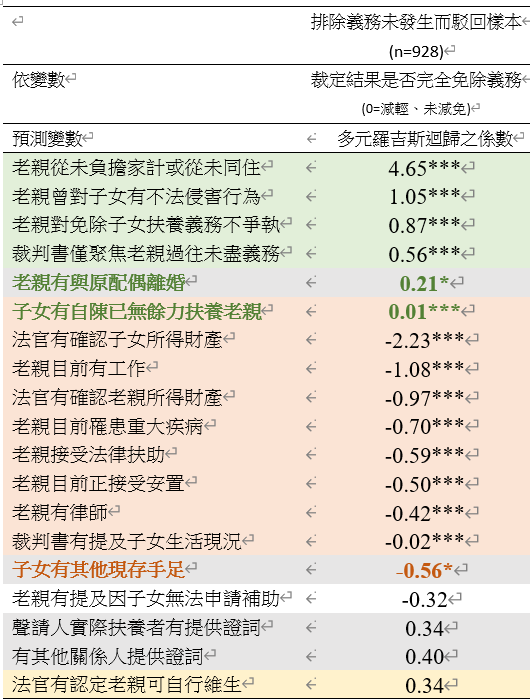 排除義務未發生而駁回樣本
(n=928)
依變數 裁定結果是否完全免除義務
(0=減輕、未減免)
預測變數 多元羅吉斯迴歸之係數
老親從未負擔家計或從未同住 4.65***
老親曾對子女有不法侵害行為 1.05***
老親對免除子女扶養義務不爭執 0.87***
裁判書僅聚焦老親過往未盡義務 0.56***
老親有與原配偶離婚 0.21*
子女有自陳已無餘力扶養老親 0.01***
法官有確認子女所得財產 -2.23***
老親目前有工作 -1.08***
法官有確認老親所得財產 -0.97***
老親目前罹患重大疾病 -0.70***
老親接受法律扶助 -0.59***
老親目前正接受安置 -0.50***
老親有律師 -0.42***
裁判書有提及子女生活現況 -0.02***
子女有其他現存手足 -0.56*
老親有提及因子女無法申請補助 -0.32
聲請人實際扶養者有提供證詞 0.34
有其他關係人提供證詞 0.40
法官有認定老親可自行維生 0.34